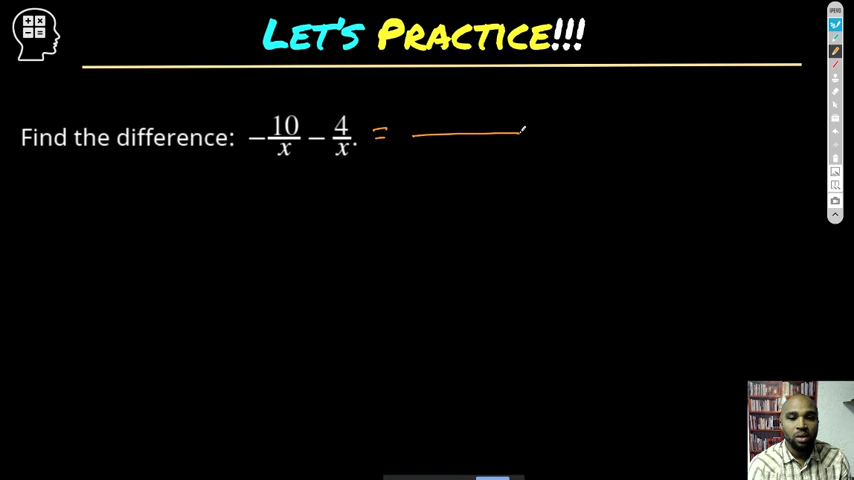 LET'S PRACTICE!!!
Find the difference: −10/x − 4/x. =